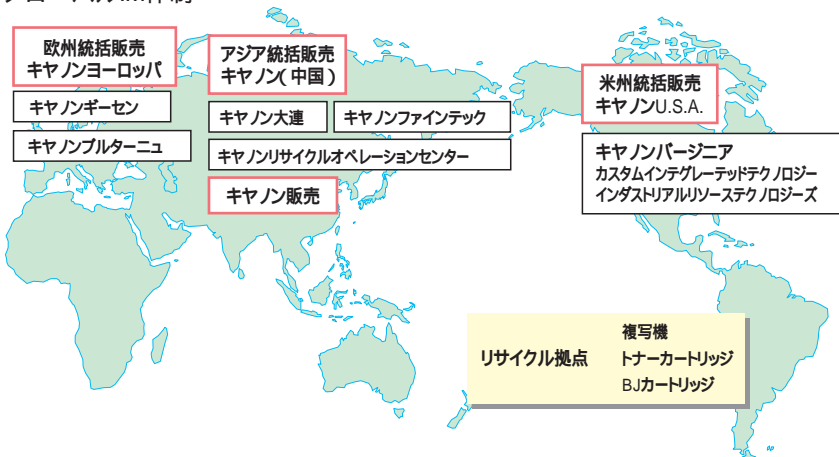 欧州統括販売
キヤノンヨーロッパ
キヤノンギーセン
キヤノンブルターニュ
アジア統括販売
キヤノン(中国)
キヤノン大連
キヤノンファインテック
キヤノンリサイクルオペレーションセンター
キヤノン販売
米州統括販売
キヤノンU.S.A.
キヤノンバージニア
カスタムインテグレーテッドテクノロジー
インダストリアルリソーステクノロジーズ
リサイクル拠点
複写機
トナーカートリッジ
BJカートリッジ